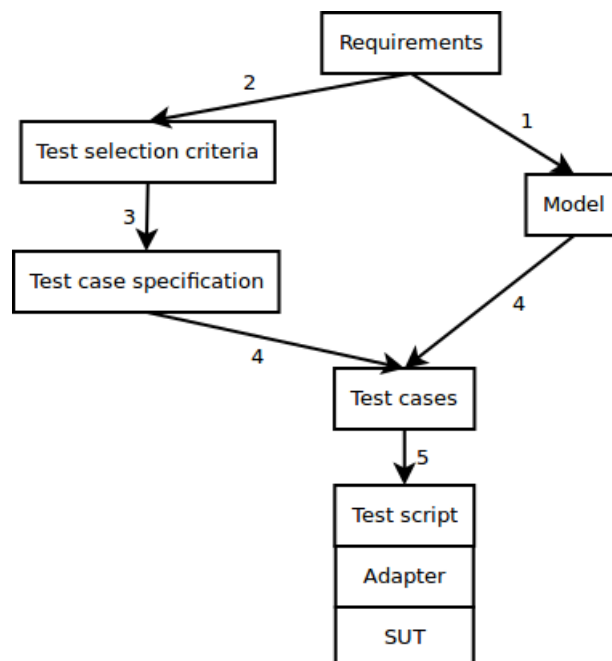 Requirements
2
1
Test selection criteria
Model
3
Test case specification
4
4
Test cases
5
Test script
Adapter
SUT